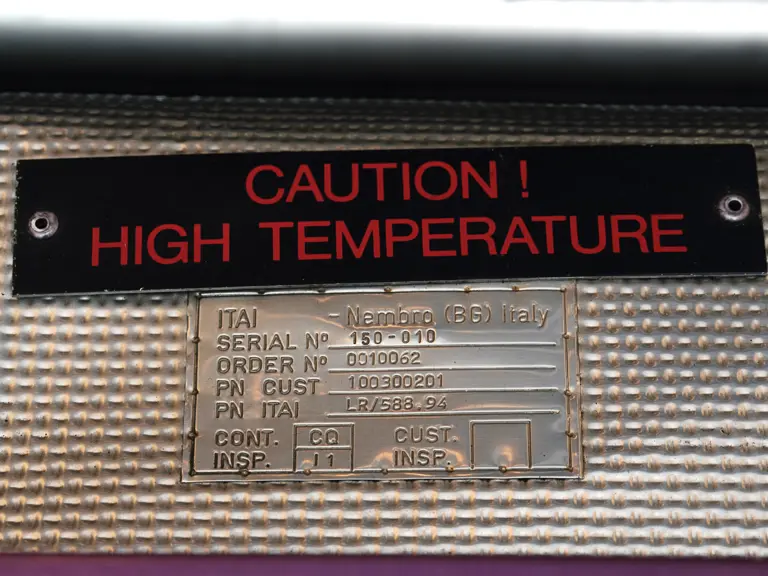 CAUTION !
HIGH TEMPERATURE
ITAI - Nembro (BG) Italy
SERIAL Nº 150-010
ORDER Nº 0010062
PN CUST 100300201
PN ITAI LR/588.94
CONT. CQ CUST.
INSP. I1 INSP.